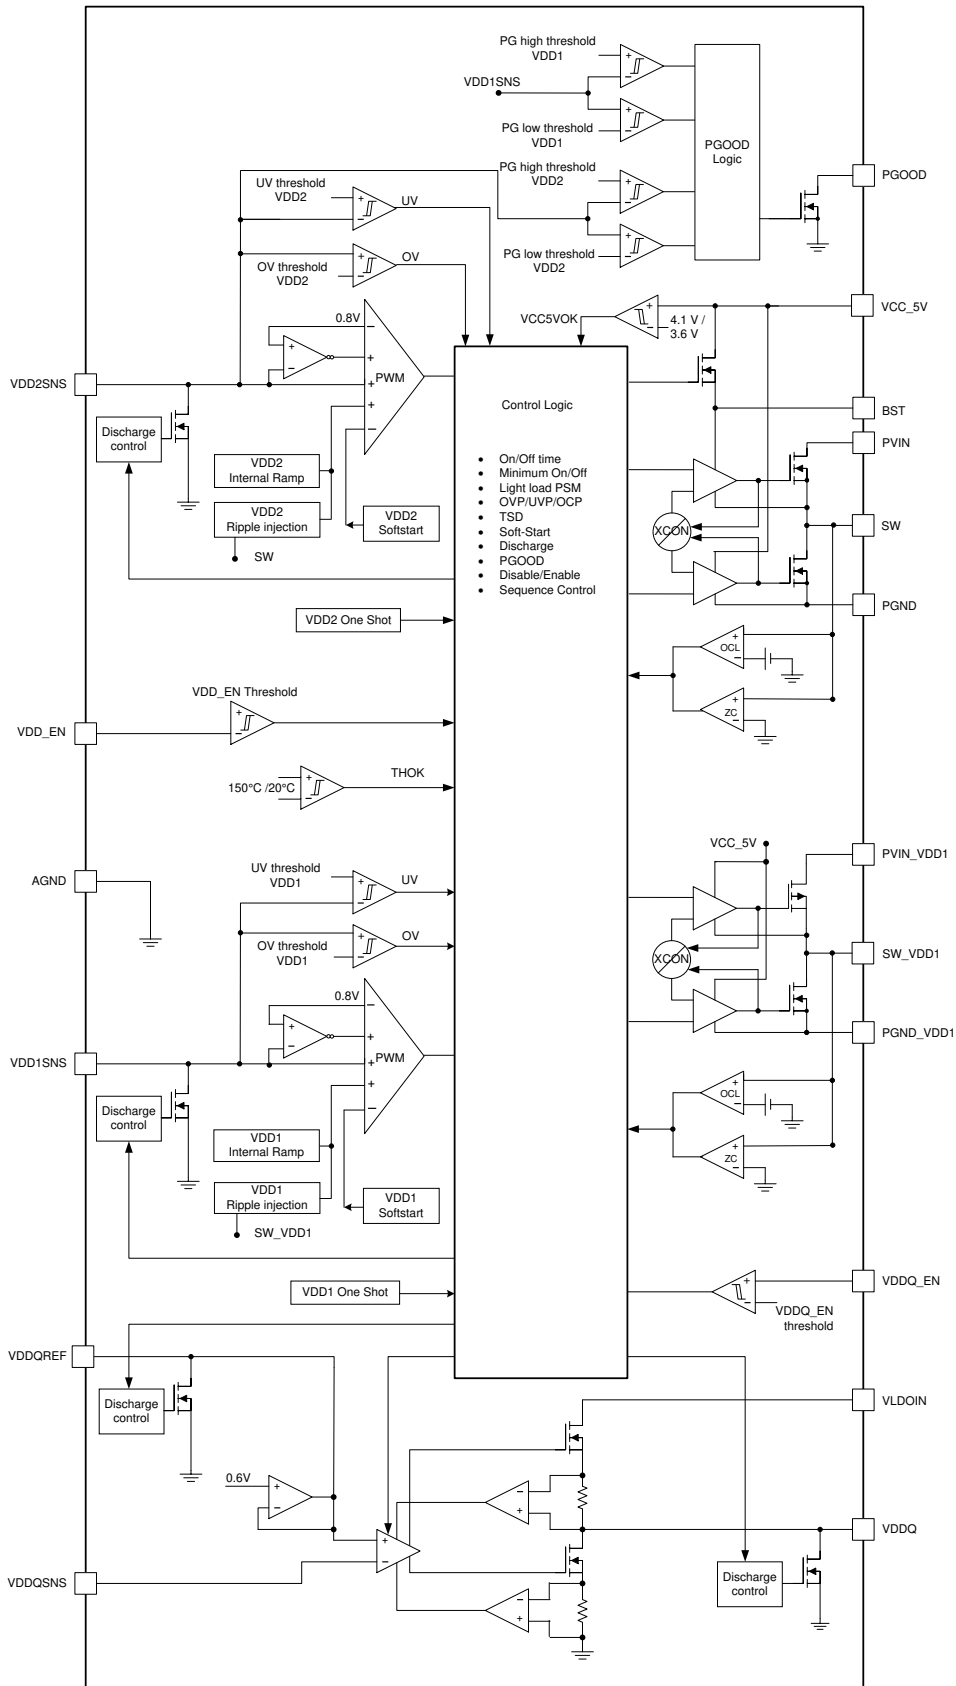 PG high threshold
VDD1
VDD1SNS
PG low threshold
VDD1
PG high threshold
VDD2
PG low threshold
VDD2
PGOOD
Logic
PGOOD
UV threshold
VDD2
UV
OV threshold
VDD2
OV
VCC5VOK
4.1 V /
3.6 V
VCC_5V
0.8V
PWM
VDD2SNS
Discharge
control
VDD2
Internal Ramp
VDD2
Ripple injection
SW
VDD2
Softstart
Control Logic
• On/Off time
• Minimum On/Off
• Light load PSM
• OVP/UVP/OCP
• TSD
• Soft-Start
• Discharge
• PGOOD
• Disable/Enable
• Sequence Control
BST
PVIN
XCON
SW
PGND
VDD2 One Shot
OCL
ZC
VDD_EN Threshold
VDD_EN
THOK
150°C /20°C
VCC_5V
PVIN_VDD1
UV threshold
VDD1
UV
AGND
OV threshold
VDD1
OV
XCON
SW_VDD1
PGND_VDD1
0.8V
PWM
VDD1SNS
Discharge
control
VDD1
Internal Ramp
VDD1
Ripple injection
SW_VDD1
VDD1
Softstart
OCL
ZC
VDD1 One Shot
VDDQ_EN
VDDQ_EN
threshold
VDDQREF
Discharge
control
VLDOIN
0.6V
VDDQ
VDDQSNS
Discharge
control